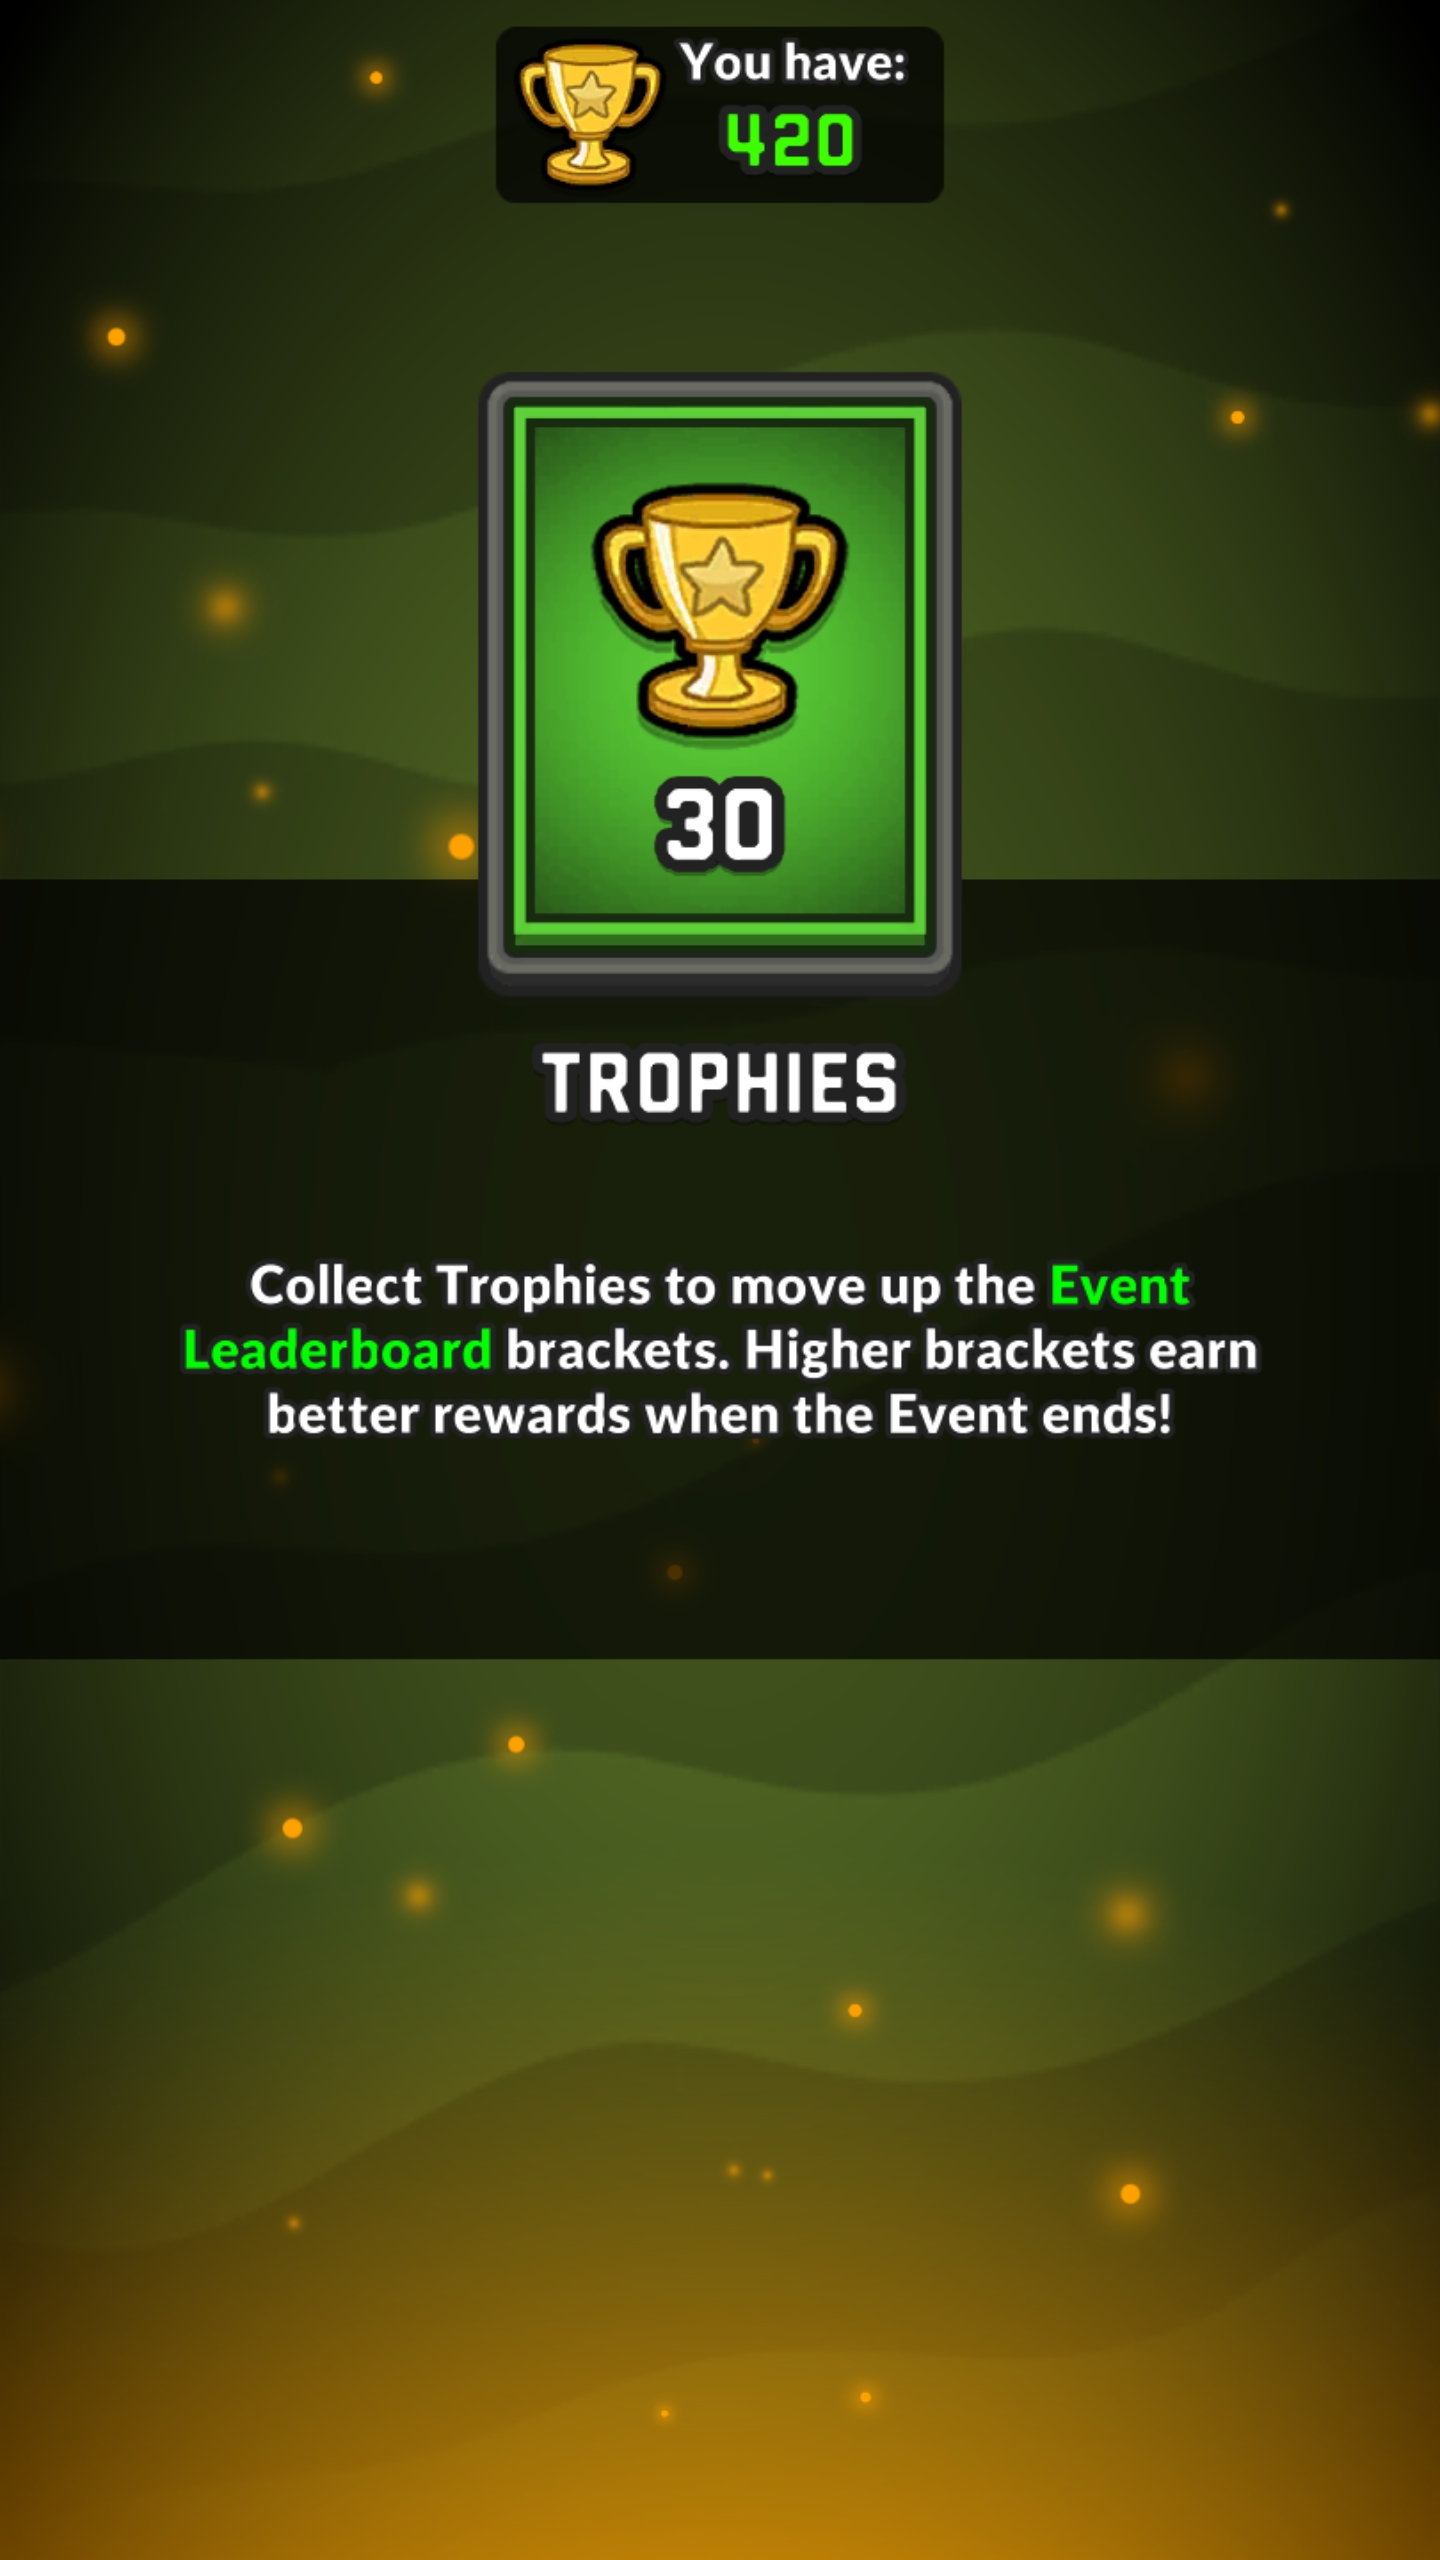 You have:
420
30
TROPHIES
Collect Trophies to move up the Event
Leaderboard brackets. Higher brackets earn
better rewards when the Event ends!